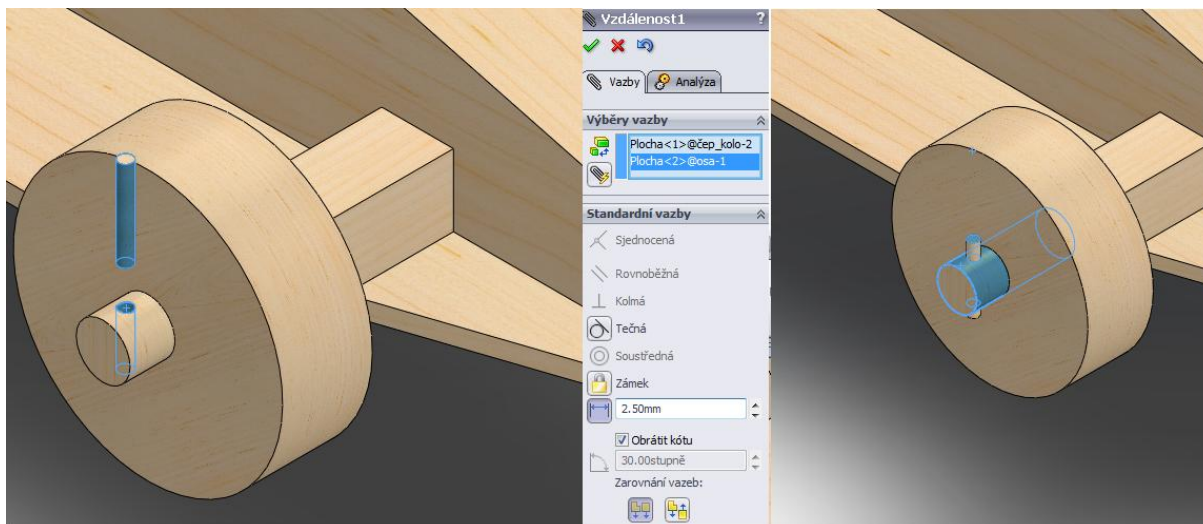 Vzdálenost1 ?
Vazby Analýza
Výběry vazby
Plocha<1>@čep_kolo-2
Plocha<2>@osa-1
Standardní vazby
Sjednocená
Rovnoběžná
Kolmá
Tečná
Soustředná
Zámek
2.50mm
Obrátit kótu
30.00stupně
Zarovnání vazeb: